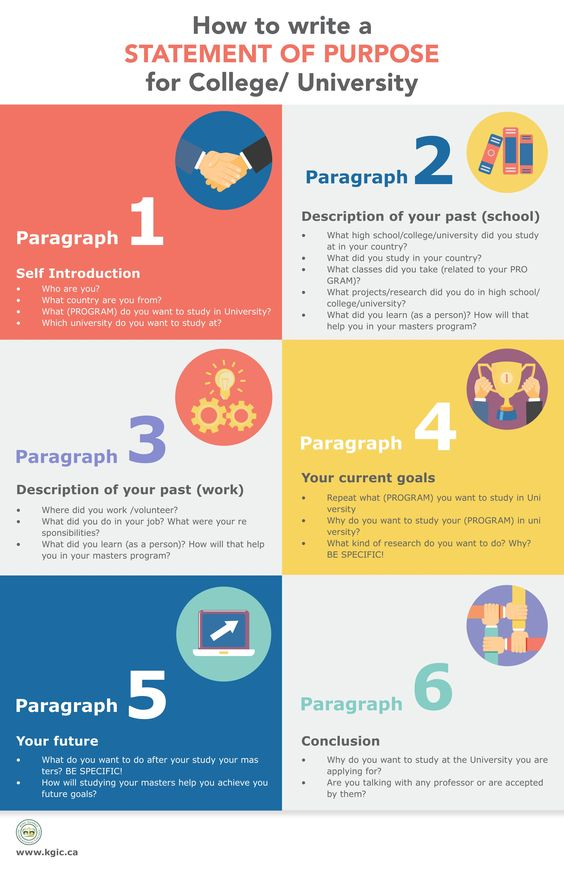 How to write a
STATEMENT OF PURPOSE
for College/ University
Paragraph 1
Self Introduction
• Who are you?
• What country are you from?
• What (PROGRAM) do you want to study in University?
• Which university do you want to study at?
Paragraph 2
Description of your past (school)
• What high school/college/university did you study
at in your country?
• What did you study in your country?
• What classes did you take (related to your PRO
GRAM)?
• What projects/research did you do in high school/
college/university?
• What did you learn (as a person)? How will that
help you in your masters program?
Paragraph 3
Description of your past (work)
• Where did you work /volunteer?
• What did you do in your job? What were your re
sponsibilities?
• What did you learn (as a person)? How will that help
you in your masters program?
Paragraph 4
Your current goals
• Repeat what (PROGRAM) you want to study in Uni
versity
• Why do you want to study your (PROGRAM) in uni
versity?
• What kind of research do you want to do? Why?
BE SPECIFIC!
Paragraph 5
Your future
• What do you want to do after your study your mas
ters? BE SPECIFIC!
• How will studying your masters help you achieve you
future goals?
Paragraph 6
Conclusion
• Why do you want to study at the University you are
applying for?
• Are you talking with any professor or are accepted
by them?
www.kgic.ca